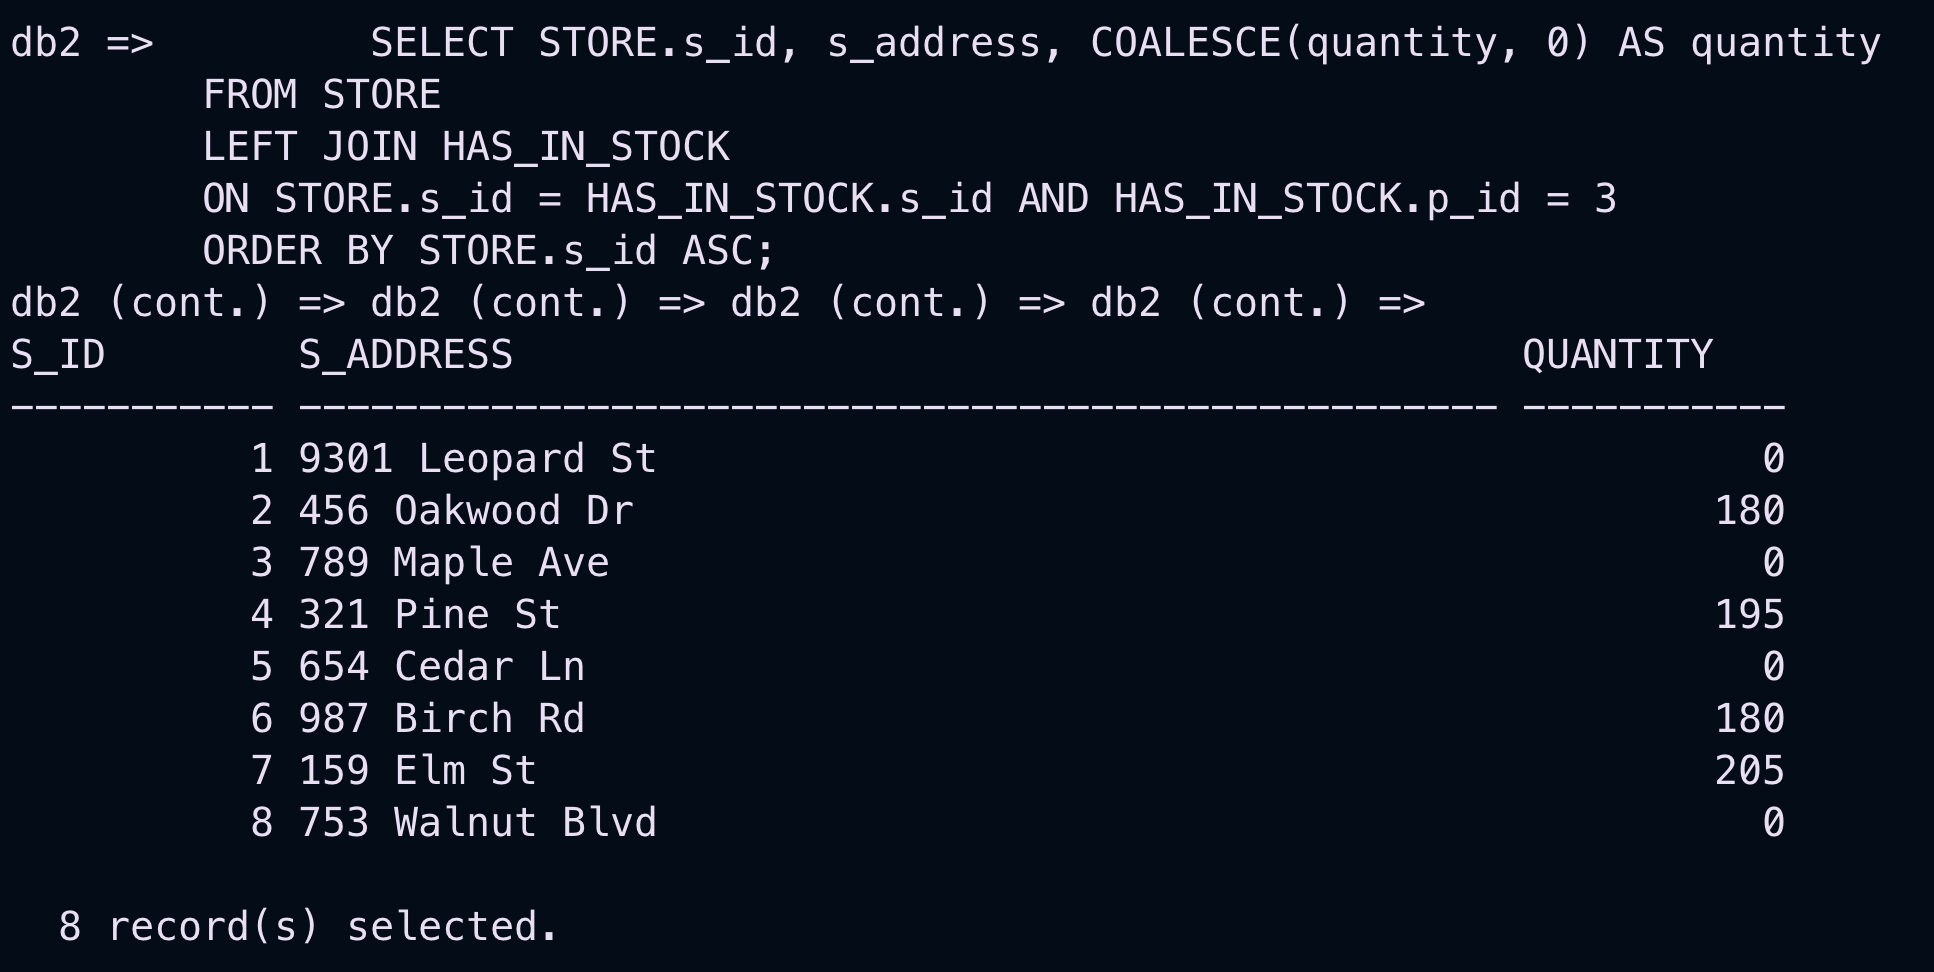 db2 =>         SELECT STORE.s_id, s_address, COALESCE(quantity, 0) AS quantity
        FROM STORE
        LEFT JOIN HAS_IN_STOCK
        ON STORE.s_id = HAS_IN_STOCK.s_id AND HAS_IN_STOCK.p_id = 3
        ORDER BY STORE.s_id ASC;
db2 (cont.) => db2 (cont.) => db2 (cont.) => db2 (cont.) =>
S_ID        S_ADDRESS                                          QUANTITY
----------- -------------------------------------------------- -----------
          1 9301 Leopard St                                              0
          2 456 Oakwood Dr                                             180
          3 789 Maple Ave                                                0
          4 321 Pine St                                                195
          5 654 Cedar Ln                                                 0
          6 987 Birch Rd                                               180
          7 159 Elm St                                                 205
          8 753 Walnut Blvd                                              0

  8 record(s) selected.